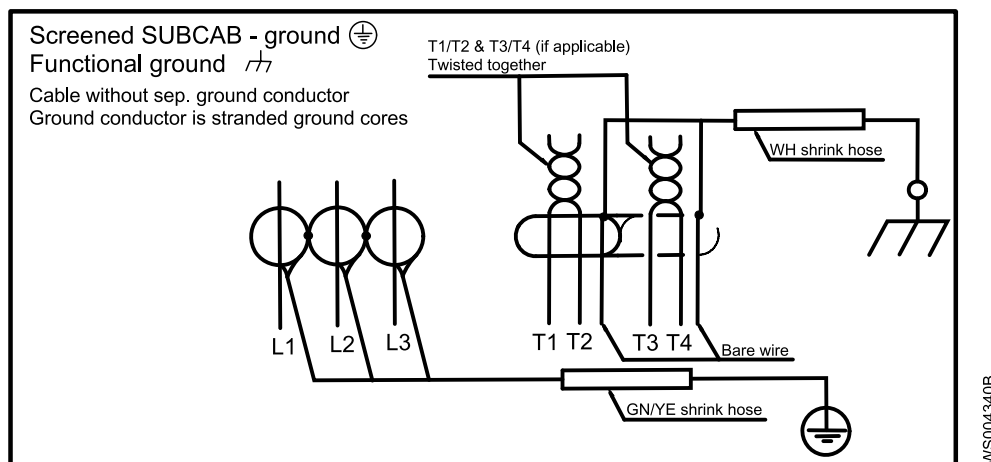 Screened SUBCAB - ground
Functional ground
Cable without sep. ground conductor
Ground conductor is stranded ground cores
T1/T2 & T3/T4 (if applicable)
Twisted together
WH shrink hose
L1 L2 L3
T1 T2 T3 T4
Bare wire
GN/YE shrink hose
WS004340B